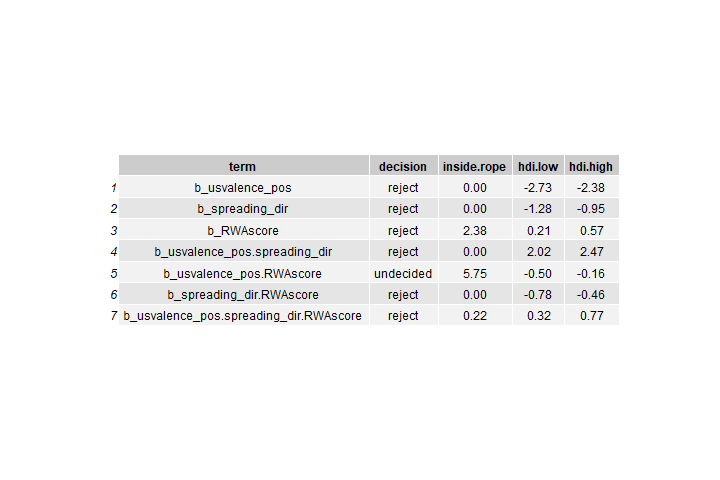 term decision inside.rope hdi.low hdi.high
1 b_usvalence_pos reject 0.00 -2.73 -2.38
2 b_spreading_dir reject 0.00 -1.28 -0.95
3 b_RWAscore reject 2.38 0.21 0.57
4 b_usvalence_pos.spreading_dir reject 0.00 2.02 2.47
5 b_usvalence_pos.RWAscore undecided 5.75 -0.50 -0.16
6 b_spreading_dir.RWAscore reject 0.00 -0.78 -0.46
7 b_usvalence_pos.spreading_dir.RWAscore reject 0.22 0.32 0.77